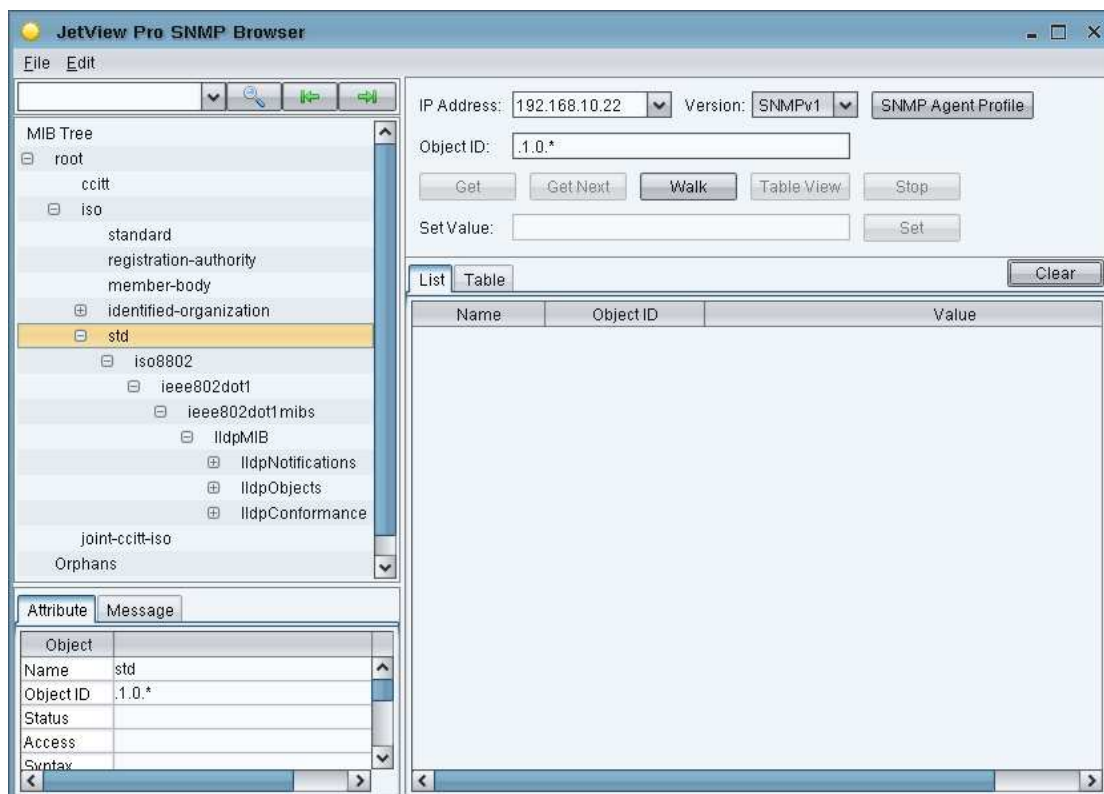 JetView Pro SNMP Browser
File Edit
MIB Tree
root
ccitt
iso
standard
registration-authority
member-body
identified-organization
std
iso8802
ieee802dot1
ieee802dot1mibs
lldpMIB
lldpNotifications
lldpObjects
lldpConformance
joint-ccitt-iso
Orphans
Attribute Message
Object
Name std
Object ID .1.0.*
Status
Access
Syntax
IP Address: 192.168.10.22 Version: SNMPv1 SNMP Agent Profile
Object ID: .1.0.*
Get Get Next Walk Table View Stop
Set Value: Set
List Table Clear
Name Object ID Value